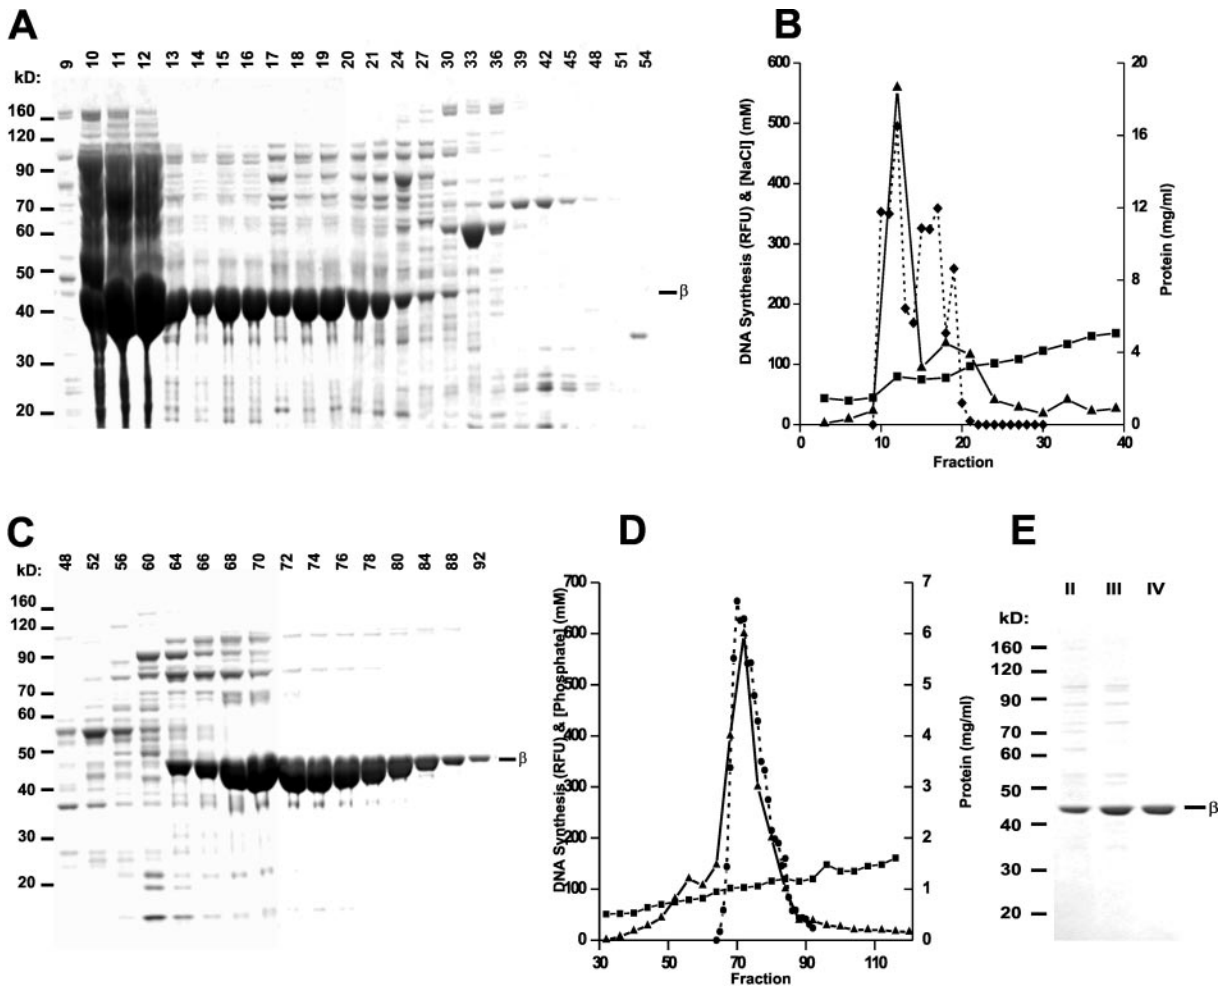 A
kD:
9 10 11 12 13 14 15 16 17 18 19 20 21 24 27 30 33 36 39 42 45 48 51 54
160
120
90
70
60
50
40
30
20
β
B
DNA Synthesis (RFU) & [NaCl] (mM)
600
500
400
300
200
100
0
Protein (mg/ml)
20
16
12
8
4
0
0 10 20 30 40
Fraction
C
kD:
48 52 56 60 64 66 68 70 72 74 76 78 80 84 88 92
160
120
90
70
60
50
40
30
20
β
D
DNA Synthesis (RFU) & [Phosphate] (mM)
700
600
500
400
300
200
100
0
Protein (mg/ml)
7
6
5
4
3
2
1
0
30 50 70 90 110
Fraction
E
II III IV
kD:
160
120
90
70
60
50
40
30
20
β